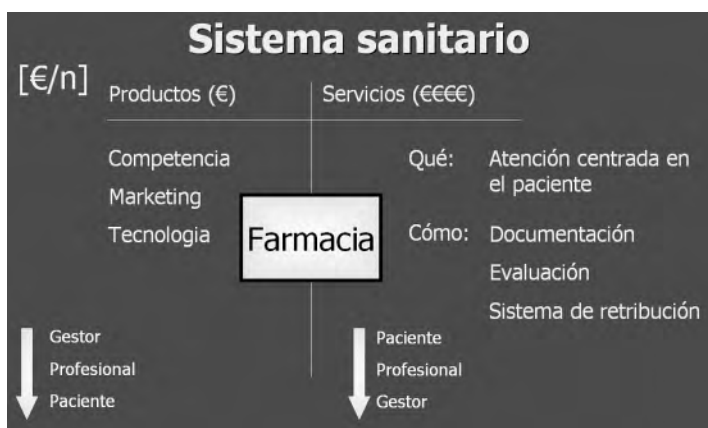 Sistema sanitario
[€/n]
Productos (€)
Servicios (€€€€)
Competencia
Marketing
Tecnologia
Farmacia
Qué:
Atención centrada en
el paciente
Cómo:
Documentación
Evaluación
Sistema de retribución
Gestor
Profesional
Paciente
Paciente
Profesional
Gestor